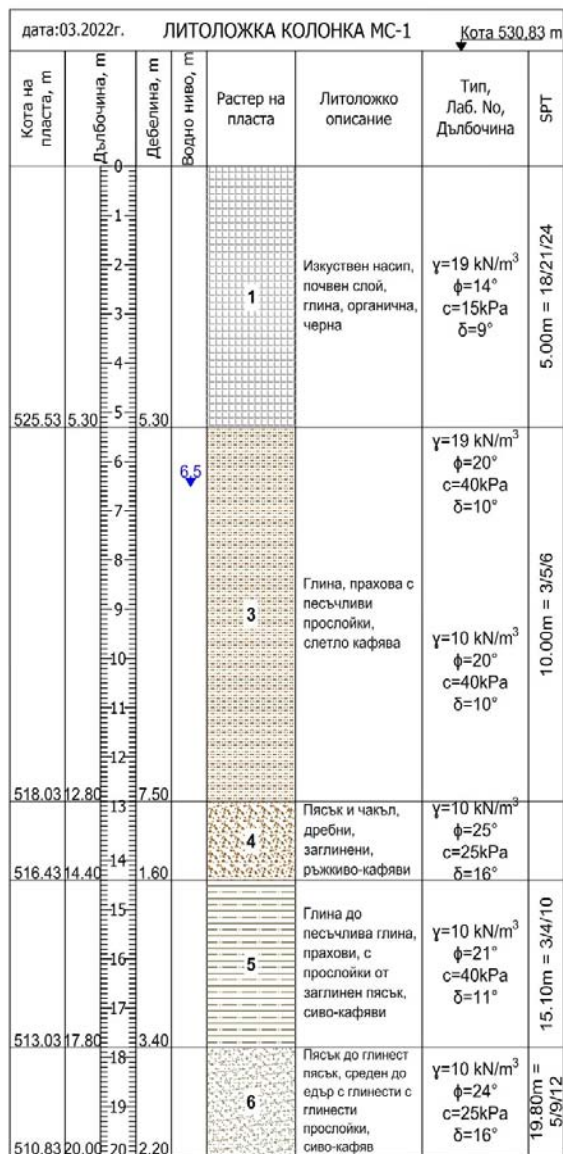 дата:03.2022г. ЛИТОЛОЖКА КОЛОНКА МС-1 Кота 530.83 m
Кота на пласта, m
Дълбочина, m
Дебелина, m
Водно ниво, m
Растер на
пласта
Литоложко
описание
Тип,
Лаб. No,
Дълбочина
SPT
0
1
2
3
4
5
1
Изкуствен насип,
почвен слой,
глина, органична,
черна
γ=19 kN/m³
ϕ=14°
c=15kPa
δ=9°
5.00m = 18/21/24
525.53 5.30 5.30
6
7
8
9
10
11
12
6,5
3
Глина, прахова с
песъчливи
прослойки,
слетло кафява
γ=19 kN/m³
ϕ=20°
c=40kPa
δ=10°
γ=10 kN/m³
ϕ=20°
c=40kPa
δ=10°
10.00m = 3/5/6
518.03 12.80 7.50
13
14
4
Пясък и чакъл,
дребни,
заглинени,
ръжкиво-кафяви
γ=10 kN/m³
ϕ=25°
c=25kPa
δ=16°
516.43 14.40 1.60
15
16
17
5
Глина до
песъчлива глина,
прахови, с
прослойки от
заглинен пясък,
сиво-кафяви
γ=10 kN/m³
ϕ=21°
c=40kPa
δ=11°
15.10m = 3/4/10
513.03 17.80 3.40
18
19
20
6
Пясък до глинест
пясък, среден до
едър с глинести с
глинести
прослойки,
сиво-кафяв
γ=10 kN/m³
ϕ=24°
c=25kPa
δ=16°
19.80m =
5/9/12
510.83 20.00 2.20